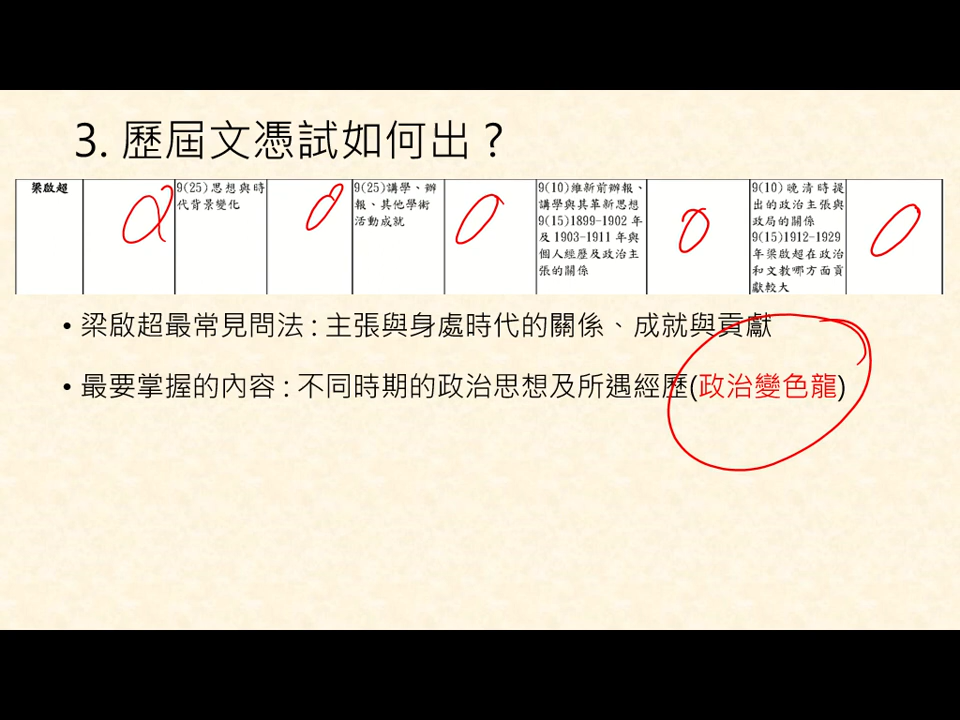 3. 歷屆文憑試如何出？
梁啟超
9(25)思想與時
代背景變化
9(25)講學、辦
報、其他學術
活動成就
9(10)維新前辦報、
講學與其革新思想
9(15)1899-1902年
及1903-1911年與
個人經歷及政治主
張的關係
9(10)晚清時提
出的政治主張與
政局的關係
9(15)1912-1929
年梁啟超在政治
和文教哪方面貢
獻較大
• 梁啟超最常見問法 : 主張與身處時代的關係、成就與貢獻
• 最要掌握的內容 : 不同時期的政治思想及所遇經歷(政治變色龍)